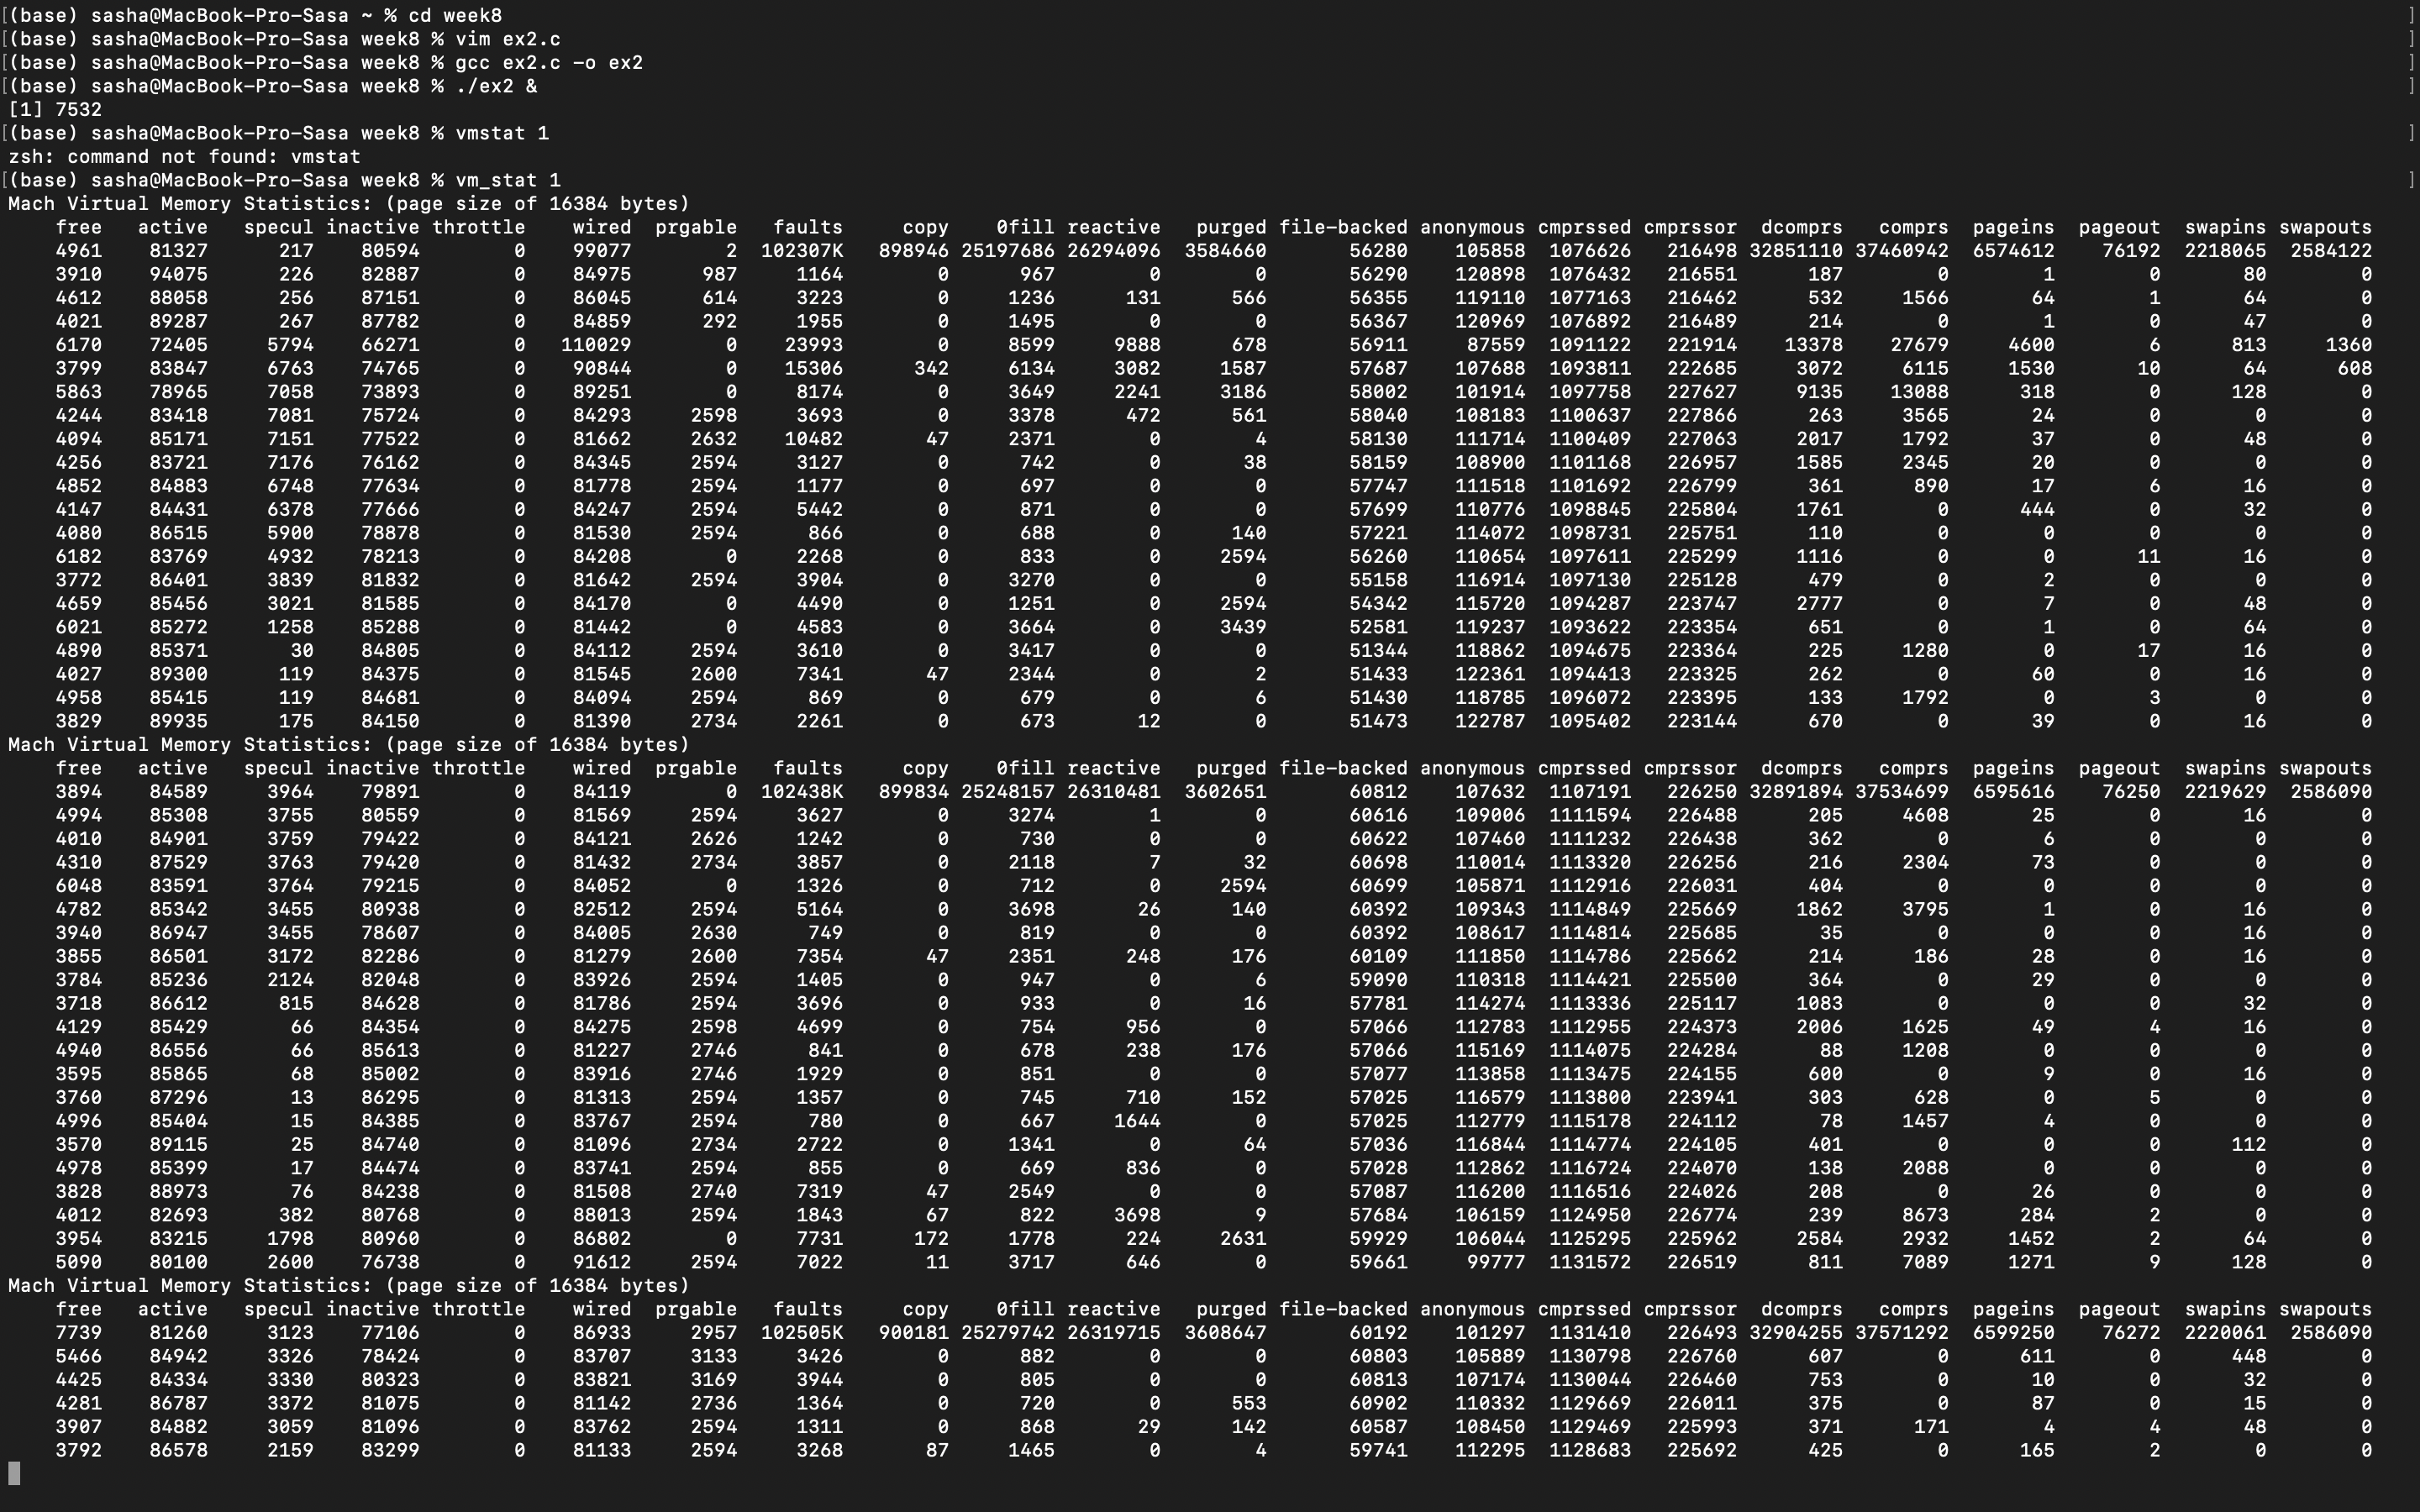 [(base) sasha@MacBook-Pro-Sasa ~ % cd week8 ]
[(base) sasha@MacBook-Pro-Sasa week8 % vim ex2.c ]
[(base) sasha@MacBook-Pro-Sasa week8 % gcc ex2.c -o ex2 ]
[(base) sasha@MacBook-Pro-Sasa week8 % ./ex2 & ]
[1] 7532
[(base) sasha@MacBook-Pro-Sasa week8 % vmstat 1 ]
zsh: command not found: vmstat
[(base) sasha@MacBook-Pro-Sasa week8 % vm_stat 1 ]
Mach Virtual Memory Statistics: (page size of 16384 bytes)
free active specul inactive throttle wired prgable faults copy 0fill reactive purged file-backed anonymous cmprssed cmprssor dcomprs comprs pageins pageout swapins swapouts
4961 81327 217 80594 0 99077 2 102307K 898946 25197686 26294096 3584660 56280 105858 1076626 216498 32851110 37460942 6574612 76192 2218065 2584122
3910 94075 226 82887 0 84975 987 1164 0 967 0 0 56290 120898 1076432 216551 187 0 1 0 80 0
4612 88058 256 87151 0 86045 614 3223 0 1236 131 566 56355 119110 1077163 216462 532 1566 64 1 64 0
4021 89287 267 87782 0 84859 292 1955 0 1495 0 0 56367 120969 1076892 216489 214 0 1 0 47 0
6170 72405 5794 66271 0 110029 0 23993 0 8599 9888 678 56911 87559 1091122 221914 13378 27679 4600 6 813 1360
3799 83847 6763 74765 0 90844 0 15306 342 6134 3082 1587 57687 107688 1093811 222685 3072 6115 1530 10 64 608
5863 78965 7058 73893 0 89251 0 8174 0 3649 2241 3186 58002 101914 1097758 227627 9135 13088 318 0 128 0
4244 83418 7081 75724 0 84293 2598 3693 0 3378 472 561 58040 108183 1100637 227866 263 3565 24 0 0 0
4094 85171 7151 77522 0 81662 2632 10482 47 2371 0 4 58130 111714 1100409 227063 2017 1792 37 0 48 0
4256 83721 7176 76162 0 84345 2594 3127 0 742 0 38 58159 108900 1101168 226957 1585 2345 20 0 0 0
4852 84883 6748 77634 0 81778 2594 1177 0 697 0 0 57747 111518 1101692 226799 361 890 17 6 16 0
4147 84431 6378 77666 0 84247 2594 5442 0 871 0 0 57699 110776 1098845 225804 1761 0 444 0 32 0
4080 86515 5900 78878 0 81530 2594 866 0 688 0 140 57221 114072 1098731 225751 110 0 0 0 0 0
6182 83769 4932 78213 0 84208 0 2268 0 833 0 2594 56260 110654 1097611 225299 1116 0 0 11 16 0
3772 86401 3839 81832 0 81642 2594 3904 0 3270 0 0 55158 116914 1097130 225128 479 0 2 0 0 0
4659 85456 3021 81585 0 84170 0 4490 0 1251 0 2594 54342 115720 1094287 223747 2777 0 7 0 48 0
6021 85272 1258 85288 0 81442 0 4583 0 3664 0 3439 52581 119237 1093622 223354 651 0 1 0 64 0
4890 85371 30 84805 0 84112 2594 3610 0 3417 0 0 51344 118862 1094675 223364 225 1280 0 17 16 0
4027 89300 119 84375 0 81545 2600 7341 47 2344 0 2 51433 122361 1094413 223325 262 0 60 0 16 0
4958 85415 119 84681 0 84094 2594 869 0 679 0 6 51430 118785 1096072 223395 133 1792 0 3 0 0
3829 89935 175 84150 0 81390 2734 2261 0 673 12 0 51473 122787 1095402 223144 670 0 39 0 16 0
Mach Virtual Memory Statistics: (page size of 16384 bytes)
free active specul inactive throttle wired prgable faults copy 0fill reactive purged file-backed anonymous cmprssed cmprssor dcomprs comprs pageins pageout swapins swapouts
3894 84589 3964 79891 0 84119 0 102438K 899834 25248157 26310481 3602651 60812 107632 1107191 226250 32891894 37534699 6595616 76250 2219629 2586090
4994 85308 3755 80559 0 81569 2594 3627 0 3274 1 0 60616 109006 1111594 226488 205 4608 25 0 16 0
4010 84901 3759 79422 0 84121 2626 1242 0 730 0 0 60622 107460 1111232 226438 362 0 6 0 0 0
4310 87529 3763 79420 0 81432 2734 3857 0 2118 7 32 60698 110014 1113320 226256 216 2304 73 0 0 0
6048 83591 3764 79215 0 84052 0 1326 0 712 0 2594 60699 105871 1112916 226031 404 0 0 0 0 0
4782 85342 3455 80938 0 82512 2594 5164 0 3698 26 140 60392 109343 1114849 225669 1862 3795 1 0 16 0
3940 86947 3455 78607 0 84005 2630 749 0 819 0 0 60392 108617 1114814 225685 35 0 0 0 16 0
3855 86501 3172 82286 0 81279 2600 7354 47 2351 248 176 60109 111850 1114786 225662 214 186 28 0 16 0
3784 85236 2124 82048 0 83926 2594 1405 0 947 0 6 59090 110318 1114421 225500 364 0 29 0 0 0
3718 86612 815 84628 0 81786 2594 3696 0 933 0 16 57781 114274 1113336 225117 1083 0 0 0 32 0
4129 85429 66 84354 0 84275 2598 4699 0 754 956 0 57066 112783 1112955 224373 2006 1625 49 4 16 0
4940 86556 66 85613 0 81227 2746 841 0 678 238 176 57066 115169 1114075 224284 88 1208 0 0 0 0
3595 85865 68 85002 0 83916 2746 1929 0 851 0 0 57077 113858 1113475 224155 600 0 9 0 16 0
3760 87296 13 86295 0 81313 2594 1357 0 745 710 152 57025 116579 1113800 223941 303 628 0 5 0 0
4996 85404 15 84385 0 83767 2594 780 0 667 1644 0 57025 112779 1115178 224112 78 1457 4 0 0 0
3570 89115 25 84740 0 81096 2734 2722 0 1341 0 64 57036 116844 1114774 224105 401 0 0 0 112 0
4978 85399 17 84474 0 83741 2594 855 0 669 836 0 57028 112862 1116724 224070 138 2088 0 0 0 0
3828 88973 76 84238 0 81508 2740 7319 47 2549 0 0 57087 116200 1116516 224026 208 0 26 0 0 0
4012 82693 382 80768 0 88013 2594 1843 67 822 3698 9 57684 106159 1124950 226774 239 8673 284 2 0 0
3954 83215 1798 80960 0 86802 0 7731 172 1778 224 2631 59929 106044 1125295 225962 2584 2932 1452 2 64 0
5090 80100 2600 76738 0 91612 2594 7022 11 3717 646 0 59661 99777 1131572 226519 811 7089 1271 9 128 0
Mach Virtual Memory Statistics: (page size of 16384 bytes)
free active specul inactive throttle wired prgable faults copy 0fill reactive purged file-backed anonymous cmprssed cmprssor dcomprs comprs pageins pageout swapins swapouts
7739 81260 3123 77106 0 86933 2957 102505K 900181 25279742 26319715 3608647 60192 101297 1131410 226493 32904255 37571292 6599250 76272 2220061 2586090
5466 84942 3326 78424 0 83707 3133 3426 0 882 0 0 60803 105889 1130798 226760 607 0 611 0 448 0
4425 84334 3330 80323 0 83821 3169 3944 0 805 0 0 60813 107174 1130044 226460 753 0 10 0 32 0
4281 86787 3372 81075 0 81142 2736 1364 0 720 0 553 60902 110332 1129669 226011 375 0 87 0 15 0
3907 84882 3059 81096 0 83762 2594 1311 0 868 29 142 60587 108450 1129469 225993 371 171 4 4 48 0
3792 86578 2159 83299 0 81133 2594 3268 87 1465 0 4 59741 112295 1128683 225692 425 0 165 2 0 0